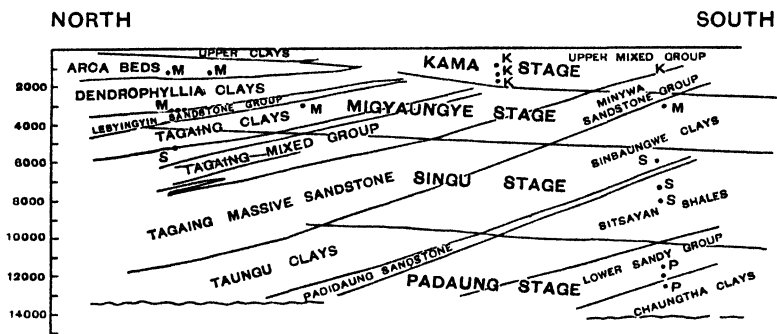 NORTH
SOUTH
UPPER CLAYS
ARCA BEDS
M
M
KAMA STAGE
K
K
K
UPPER MIXED GROUP
K
2000
DENDROPHYLLIA CLAYS
M
LEBYINGYIN SANDSTONE GROUP
M
MIGYAUNGYE STAGE
MINYWA SANDSTONE GROUP
M
4000
TAGAING CLAYS
S
6000
TAGAING MIXED GROUP
SINBAUNGWE CLAYS
S
8000
TAGAING MASSIVE SANDSTONE
SINGU STAGE
S
S
SITSAYAN SHALES
10000
TAUNGU CLAYS
PADIDAUNG SANDSTONE
12000
PADAUNG STAGE
LOWER SANDY GROUP
P
P
CHAUNGTHA CLAYS
14000